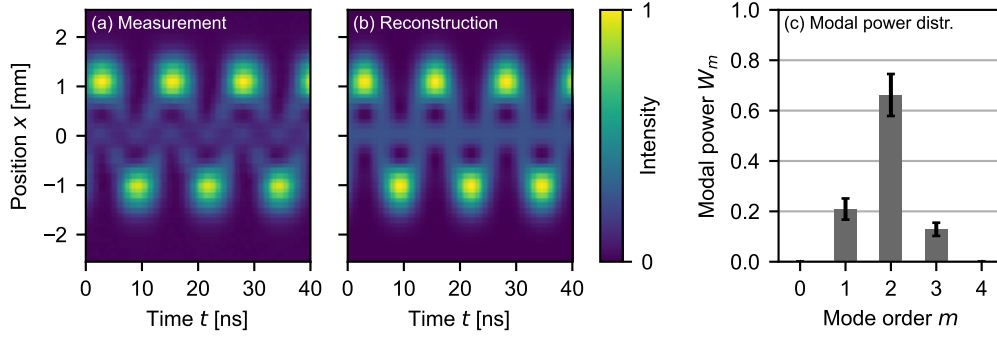 (a) Measurement
(b) Reconstruction
(c) Modal power distr.
Position x [mm]
2
1
0
−1
−2
0 10 20 30 40
Time t [ns]
0 10 20 30 40
Time t [ns]
1
0
Intensity
Modal power Wm
1.0
0.8
0.6
0.4
0.2
0.0
0 1 2 3 4
Mode order m